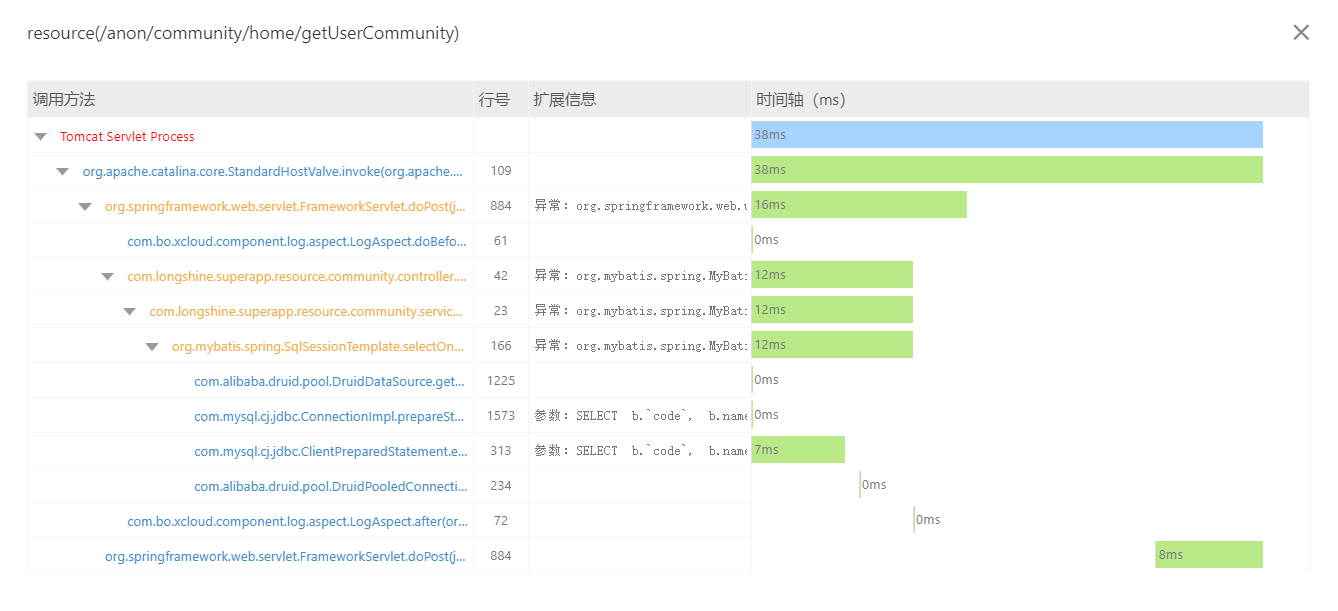 resource(/anon/community/home/getUserCommunity)
调用方法 行号 扩展信息 时间轴（ms）
Tomcat Servlet Process 38ms
org.apache.catalina.core.StandardHostValve.invoke(org.apache.... 109 38ms
org.springframework.web.servlet.FrameworkServlet.doPost(j... 884 异常：org.springframework.web.u 16ms
com.bo.xcloud.component.log.aspect.LogAspect.doBefo... 61 0ms
com.longshine.superapp.resource.community.controller.... 42 异常：org.mybatis.spring.MyBati 12ms
com.longshine.superapp.resource.community.servic... 23 异常：org.mybatis.spring.MyBati 12ms
org.mybatis.spring.SqlSessionTemplate.selectOn... 166 异常：org.mybatis.spring.MyBati 12ms
com.alibaba.druid.pool.DruidDataSource.get... 1225 0ms
com.mysql.cj.jdbc.ConnectionImpl.prepareSt... 1573 参数：SELECT b.`code`, b.name 0ms
com.mysql.cj.jdbc.ClientPreparedStatement.e... 313 参数：SELECT b.`code`, b.name 7ms
com.alibaba.druid.pool.DruidPooledConnecti... 234 0ms
com.bo.xcloud.component.log.aspect.LogAspect.after(or... 72 0ms
org.springframework.web.servlet.FrameworkServlet.doPost(j... 884 8ms